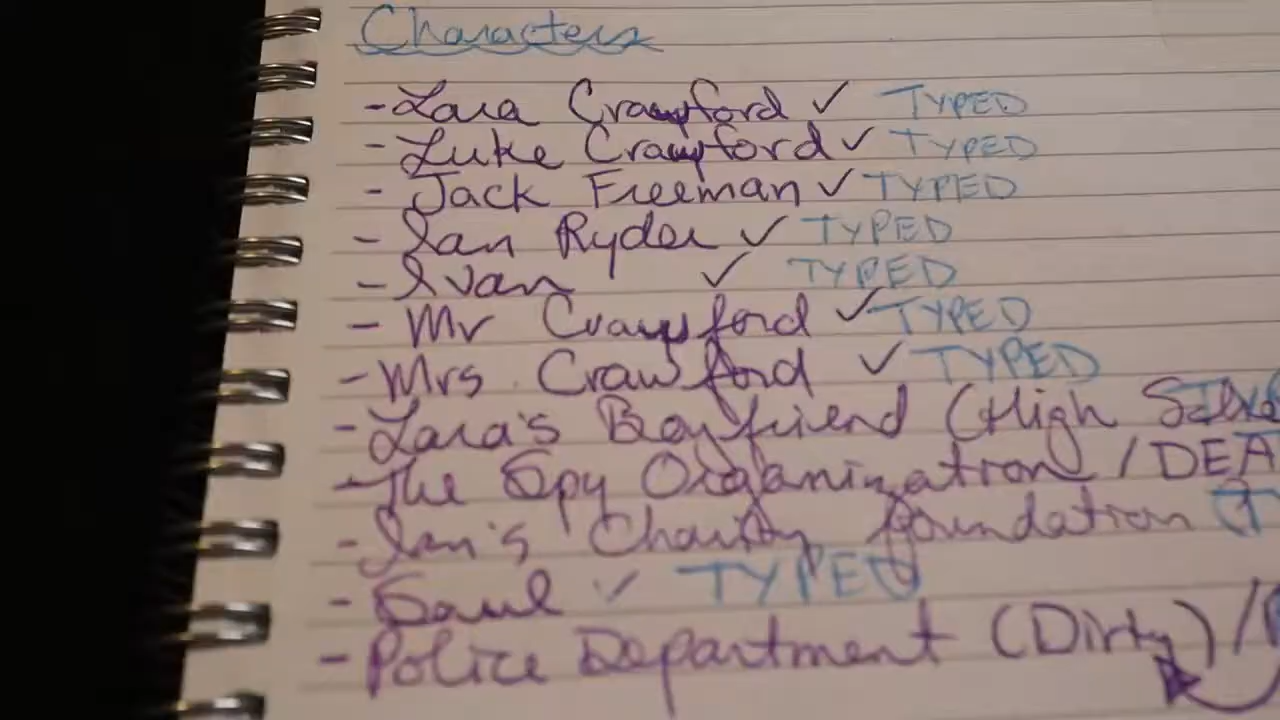 Characters
- Lara Crawford ✓ TYPED
- Luke Crawford ✓ TYPED
- Jack Freeman ✓ TYPED
- Ian Ryder ✓ TYPED
- Ivan ✓ TYPED
- Mr Crawford ✓ TYPED
- Mrs Crawford ✓ TYPED
- Lara's Boyfriend (High
- The Spy Organization / DEA
- Ian's Charity Foundation
- Saul ✓ TYPED
- Police Department (Dirty) /